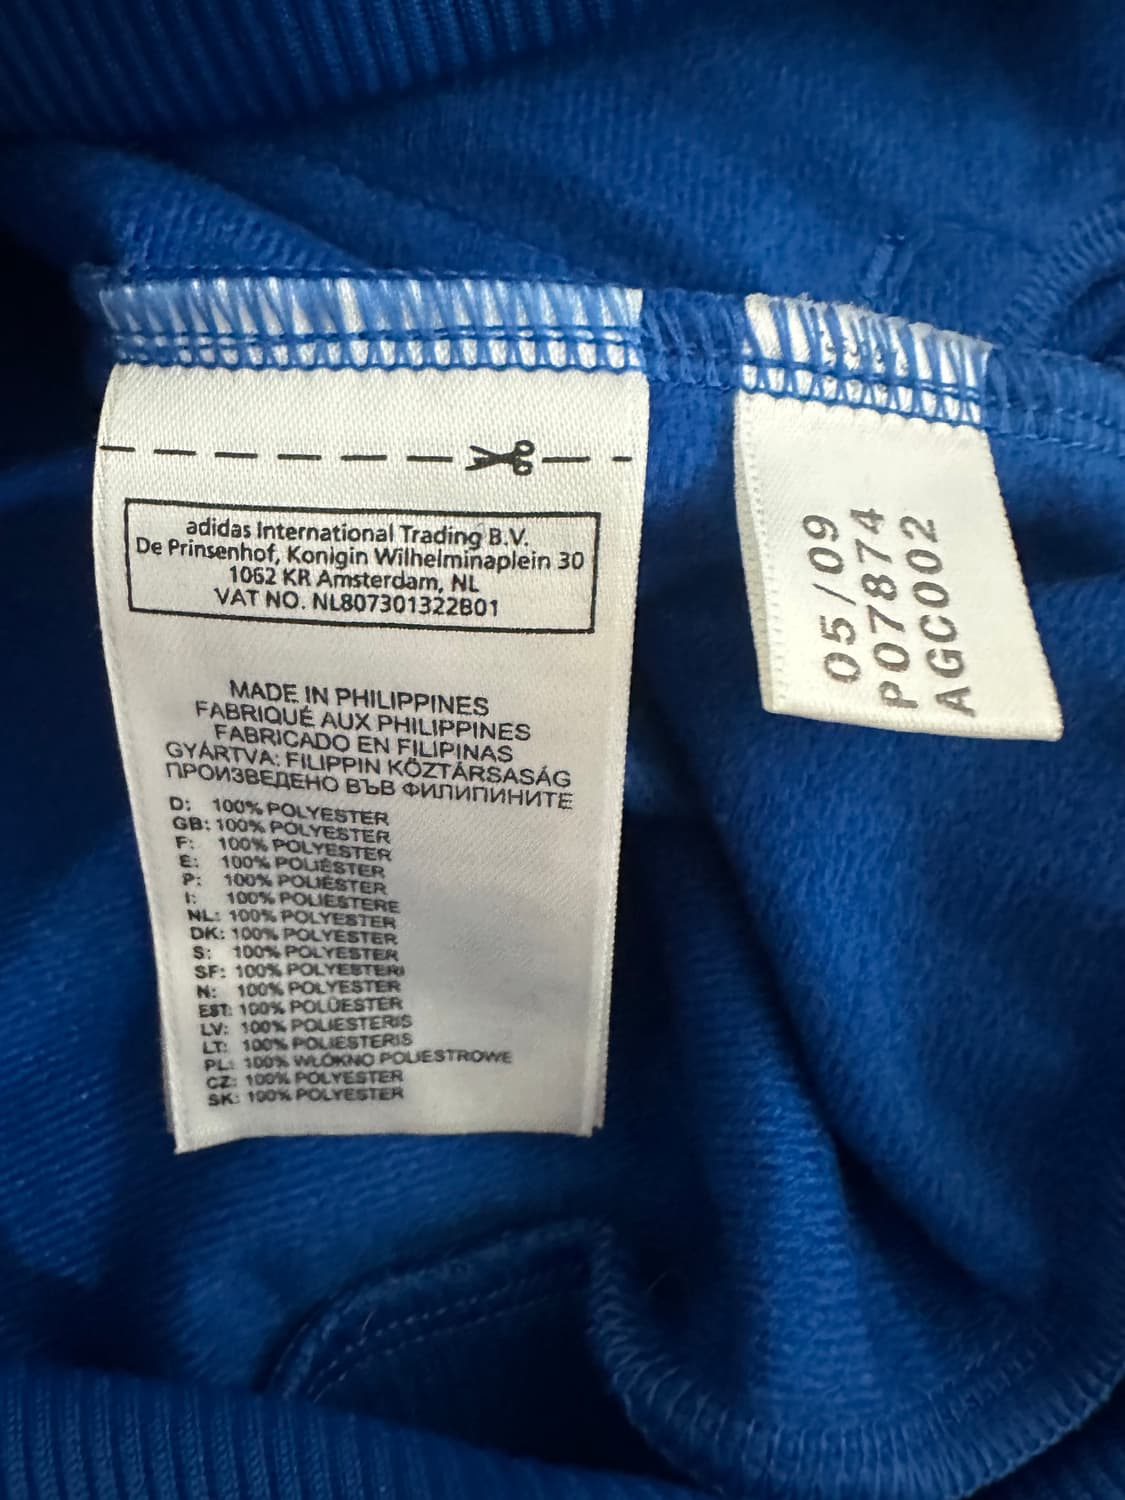 adidas International Trading B.V.
De Prinsenhof, Konigin Wilhelminaplein 30
1062 KR Amsterdam, NL
VAT NO. NL807301322B01
MADE IN PHILIPPINES
FABRIQUÉ AUX PHILIPPINES
FABRICADO EN FILIPINAS
GYÁRTVA: FILIPPIN KÖZTÁRSASÁG
ПРОИЗВЕДЕНО ВЪВ ФИЛИПИНИТЕ
D: 100% POLYESTER
GB: 100% POLYESTER
F: 100% POLYESTER
E: 100% POLIÉSTER
P: 100% POLIÉSTER
I: 100% POLIESTERE
NL: 100% POLYESTER
DK: 100% POLYESTER
S: 100% POLYESTER
SF: 100% POLYESTERI
N: 100% POLYESTER
EST: 100% POLÜESTER
LV: 100% POLIESTERIS
LT: 100% POLIESTERIS
PL: 100% WŁÓKNO POLIESTROWE
CZ: 100% POLYESTER
SK: 100% POLYESTER
05/09
P07874
AGC002